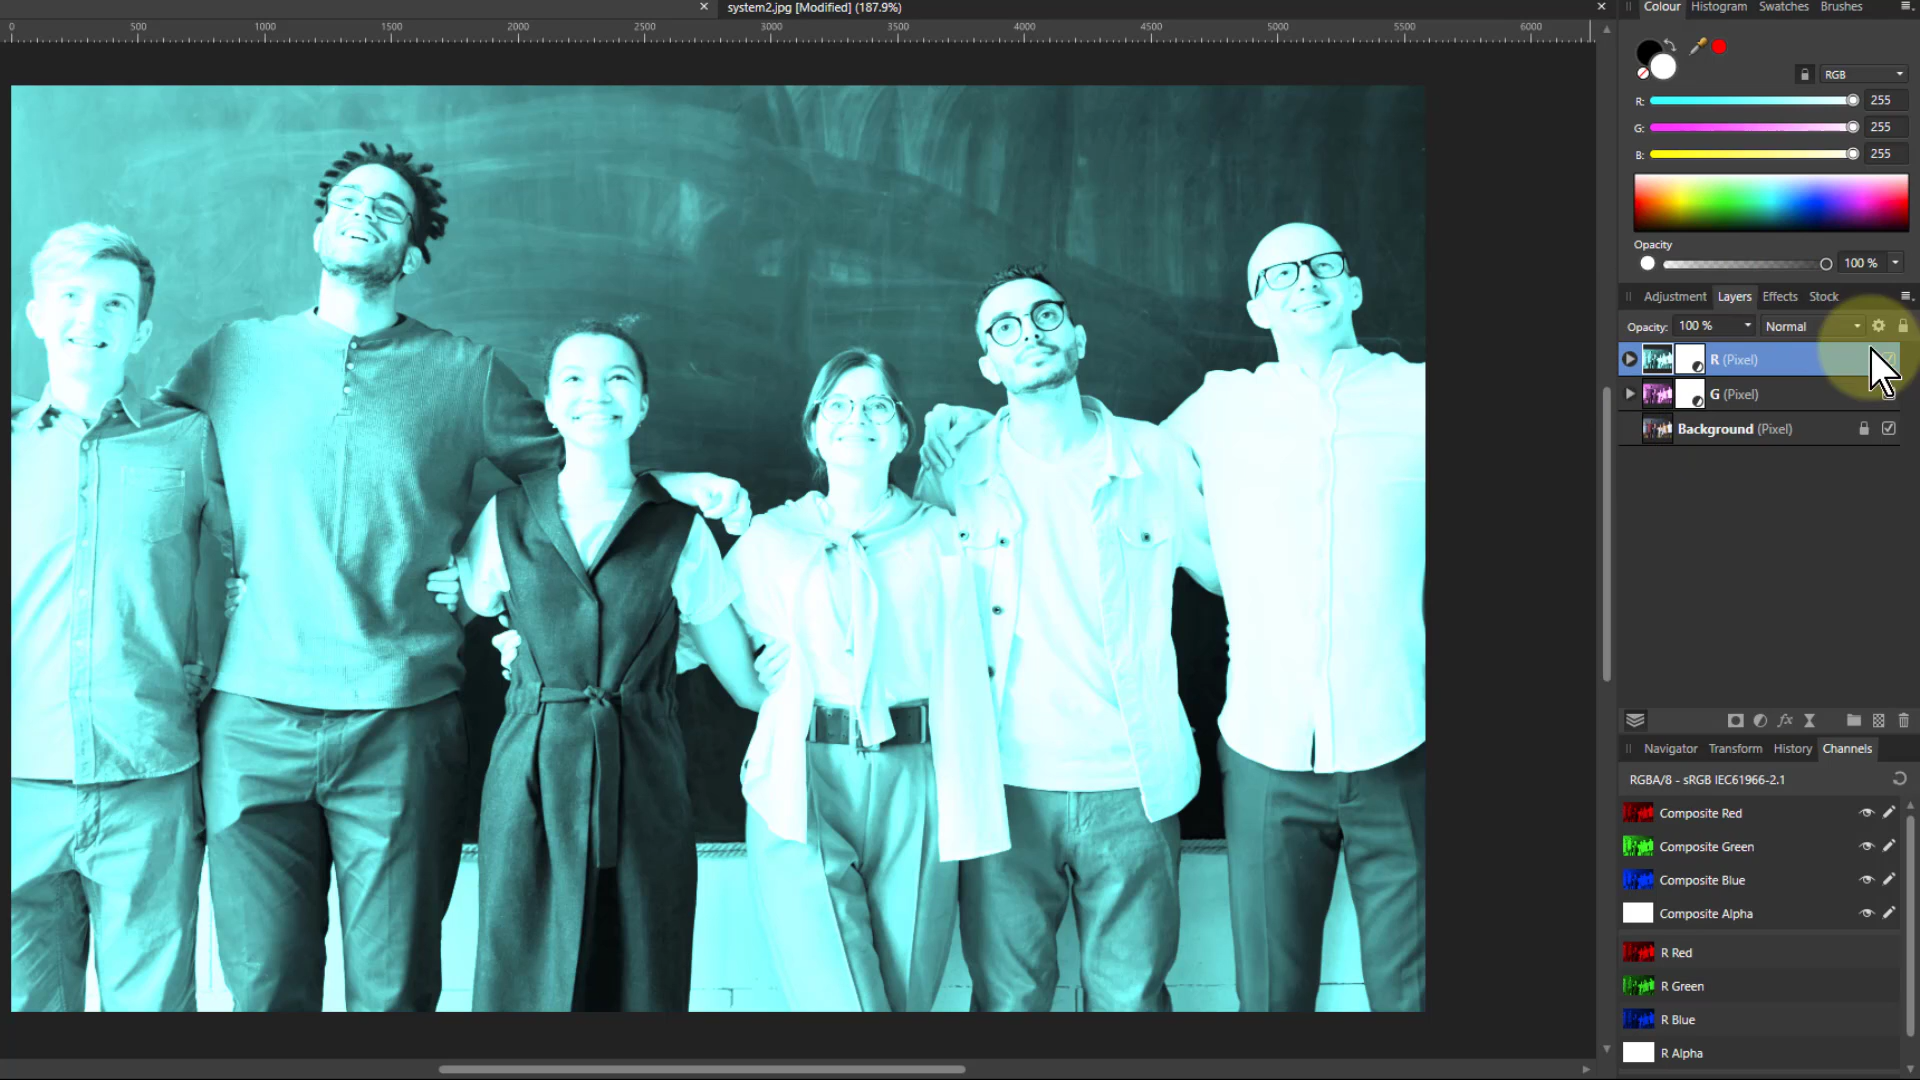 system2.jpg [Modified] (187.9%)
0 500 1000 1500 2000 2500 3000 3500 4000 4500 5000 5500 6000
Colour Histogram Swatches Brushes
RGB
R: 255
G: 255
B: 255
Opacity
100 %
Adjustment Layers Effects Stock
Opacity: 100 % Normal
R (Pixel)
G (Pixel)
Background (Pixel)
fx
Navigator Transform History Channels
RGBA/8 - sRGB IEC61966-2.1
Composite Red
Composite Green
Composite Blue
Composite Alpha
R Red
R Green
R Blue
R Alpha